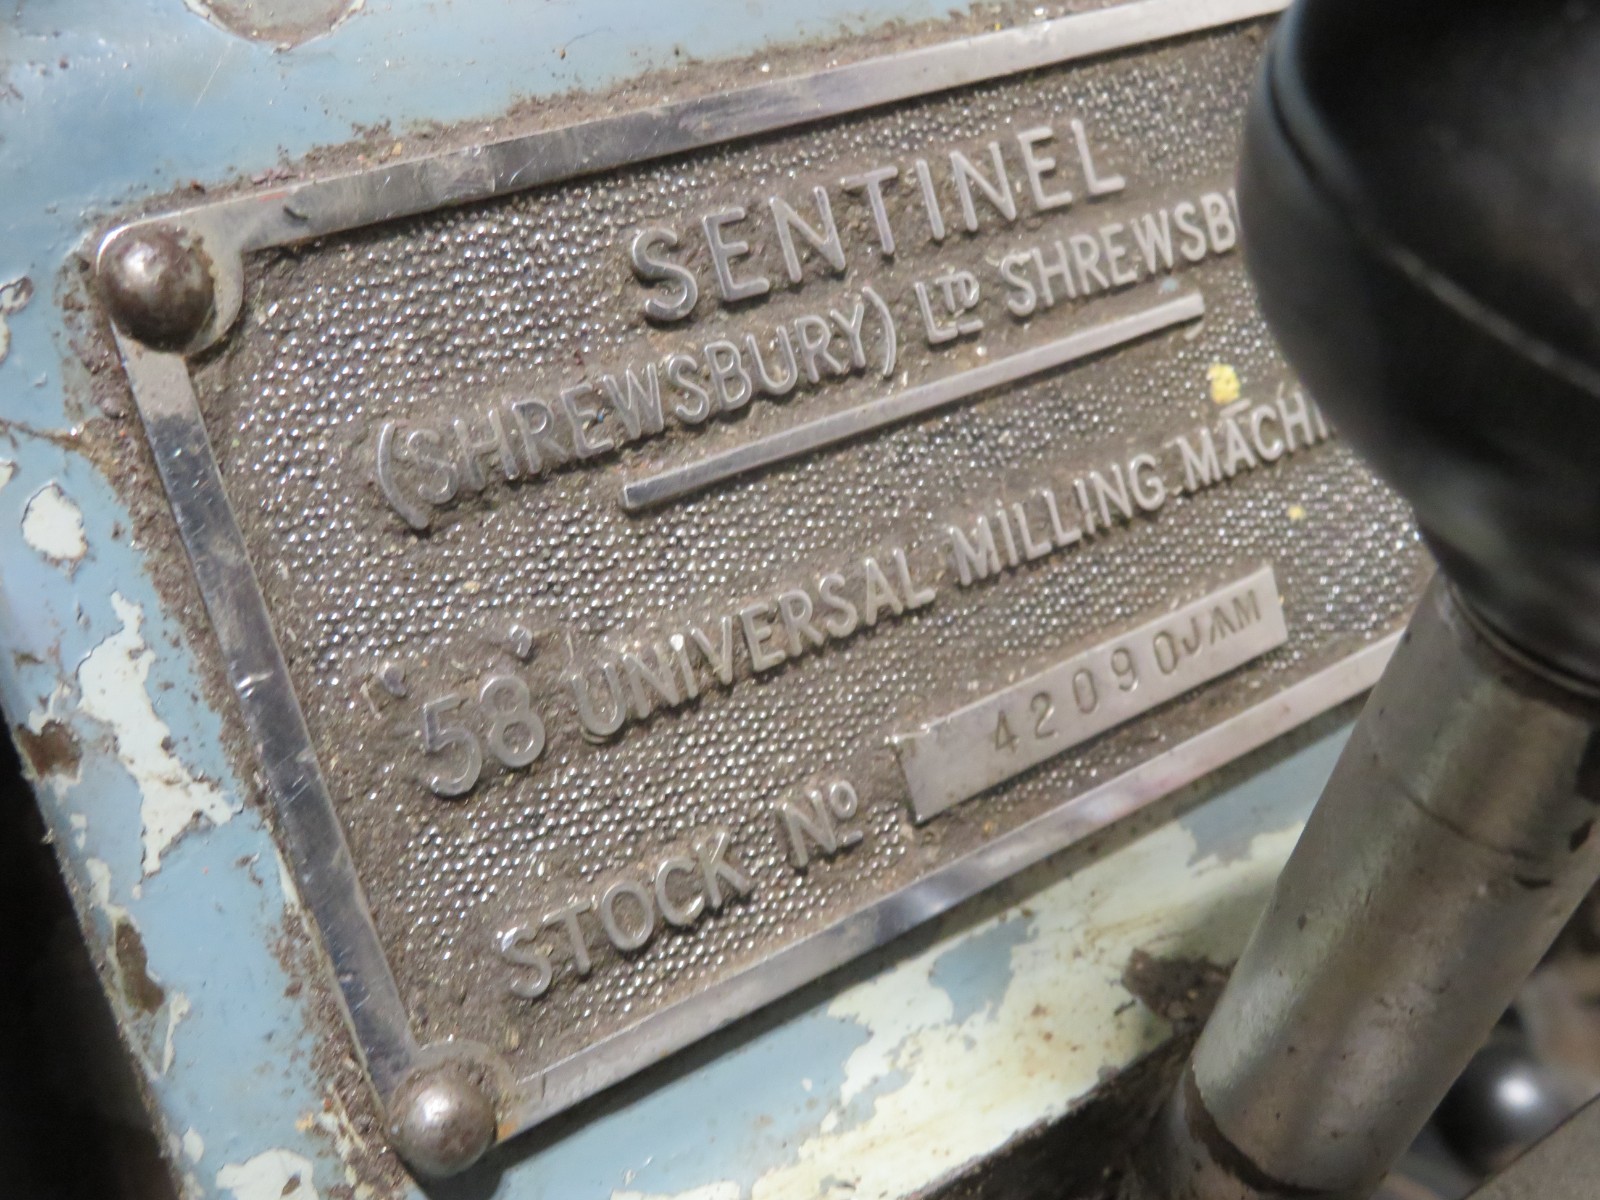 SENTINEL
(SHREWSBURY) LTD SHREWSB
'58' UNIVERSAL MILLING MACHI
STOCK No 42090JAM